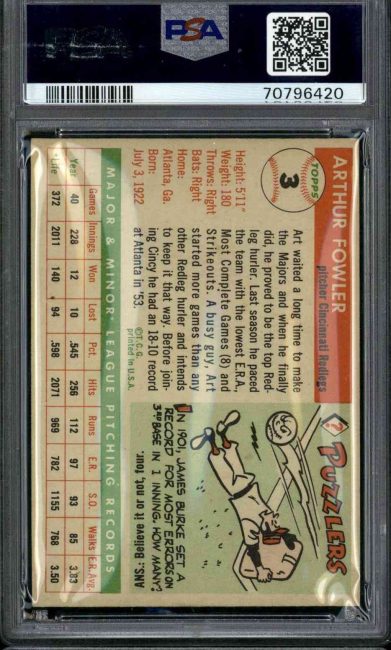 PSA
70796420
TOPPS
3
ARTHUR FOWLER
pitcher Cincinnati Redlegs
Height: 5'11"
Weight: 180
Throws: Right
Bats: Right
Home:
Atlanta, Ga.
Born:
July 3, 1922
Art waited a long time to make
the Majors and when he finally
did, he proved to be the top Red-
leg hurler. Last season he paced
the team with the lowest E.R.A.,
Most Complete Games (8) and
Strikeouts. A busy guy, Art
started more games than any
other Redleg hurler and intends
to keep it that way. Before join-
ing Cincy he had an 18-10 record
at Atlanta in '53.
©T.C.G.
printed in U.S.A.
? PUZZLERS
IN 1901, JAMES BURKE SET A
RECORD FOR MOST ERRORS ON
3RD BASE IN 1 INNING. HOW MANY?
ANS.: Believe it or not, four.
MAJOR & MINOR LEAGUE PITCHING RECORDS
Games Innings Won Lost Pct. Hits Runs E.R. S.O. Walks E.R.Avg.
Year 40 228 12 10 .545 256 112 97 93 85 3.83
Life 372 2011 140 94 .598 2071 969 782 1155 768 3.50